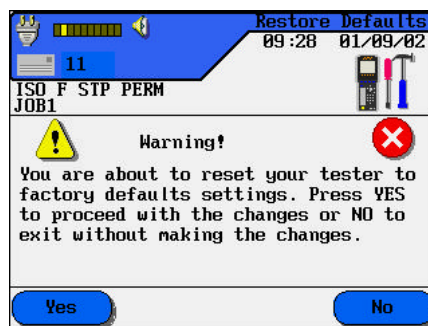 Restore Defaults
09:28 01/09/02
11
ISO F STP PERM
JOB1
Warning!
You are about to reset your tester to
factory defaults settings. Press YES
to proceed with the changes or NO to
exit without making the changes.
Yes
No